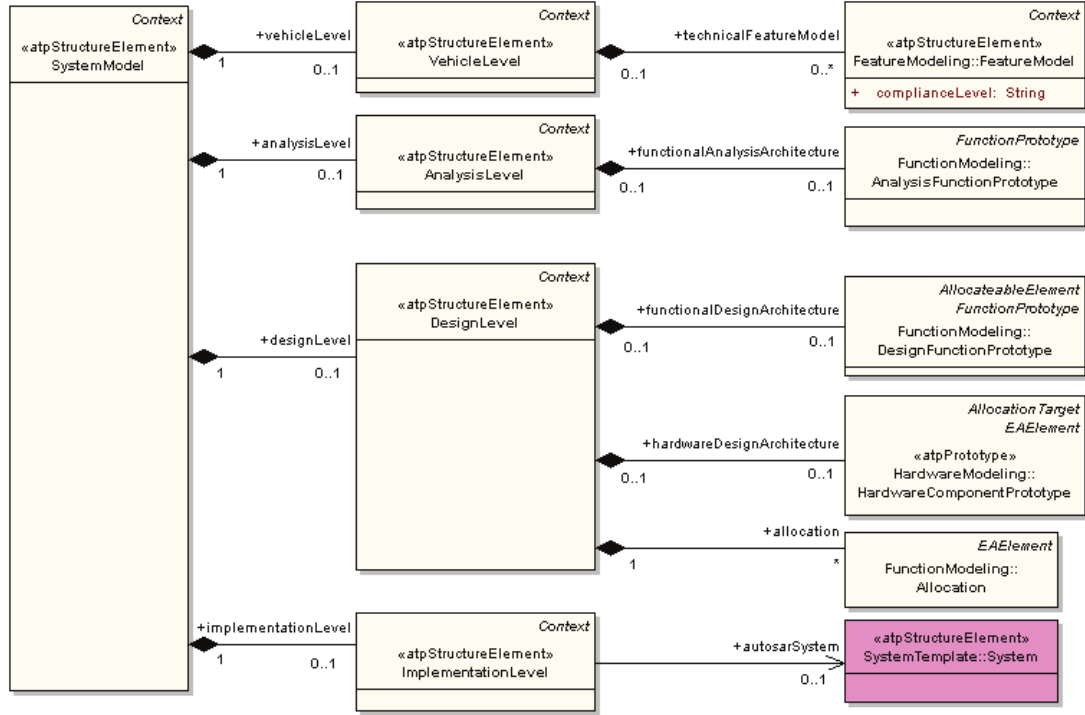 Context
«atpStructureElement»
SystemModel
+vehicleLevel
1
0..1
Context
«atpStructureElement»
VehicleLevel
+technicalFeatureModel
0..1
0..*
Context
«atpStructureElement»
FeatureModeling::FeatureModel
+ complianceLevel: String
+analysisLevel
1
0..1
Context
«atpStructureElement»
AnalysisLevel
+functionalAnalysisArchitecture
0..1
0..1
FunctionPrototype
FunctionModeling::
AnalysisFunctionPrototype
+designLevel
1
0..1
Context
«atpStructureElement»
DesignLevel
+functionalDesignArchitecture
0..1
0..1
AllocateableElement
FunctionPrototype
FunctionModeling::
DesignFunctionPrototype
+hardwareDesignArchitecture
0..1
0..1
AllocationTarget
EAElement
«atpPrototype»
HardwareModeling::
HardwareComponentPrototype
+allocation
1
*
EAElement
FunctionModeling::
Allocation
+implementationLevel
1
0..1
Context
«atpStructureElement»
ImplementationLevel
+autosarSystem
0..1
«atpStructureElement»
SystemTemplate::System